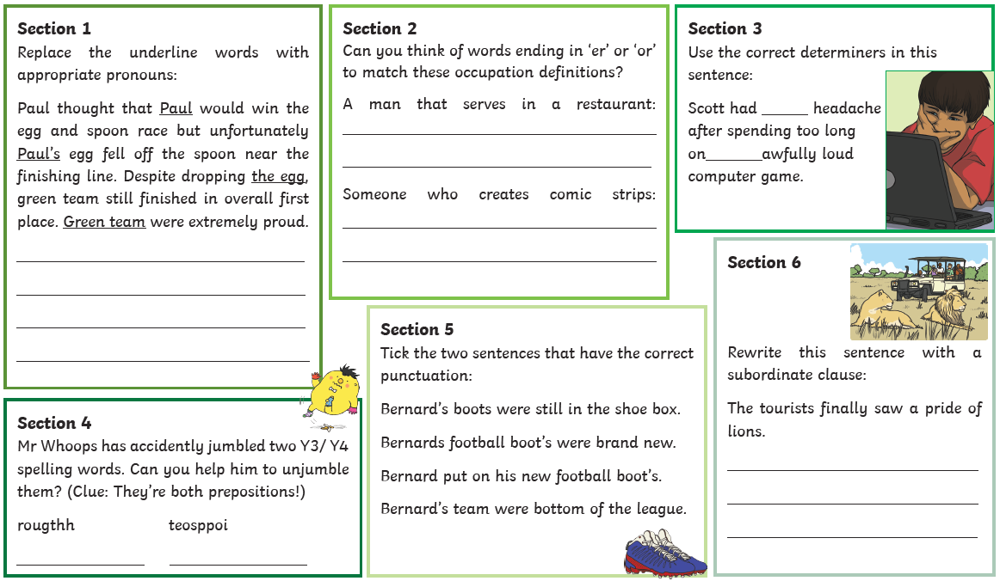 Section 1
Replace the underline words with
appropriate pronouns:
Paul thought that Paul would win the
egg and spoon race but unfortunately
Paul's egg fell off the spoon near the
finishing line. Despite dropping the egg,
green team still finished in overall first
place. Green team were extremely proud.
Section 2
Can you think of words ending in ‘er’ or ‘or’
to match these occupation definitions?
A man that serves in a restaurant:
Someone who creates comic strips:
Section 3
Use the correct determiners in this
sentence:
Scott had ______ headache
after spending too long
on_______awfully loud
computer game.
Section 4
Mr Whoops has accidently jumbled two Y3/ Y4
spelling words. Can you help him to unjumble
them? (Clue: They're both prepositions!)
rougthh teosppoi
Section 5
Tick the two sentences that have the correct
punctuation:
Bernard's boots were still in the shoe box.
Bernards football boot's were brand new.
Bernard put on his new football boot's.
Bernard's team were bottom of the league.
Section 6
Rewrite this sentence with a
subordinate clause:
The tourists finally saw a pride of
lions.